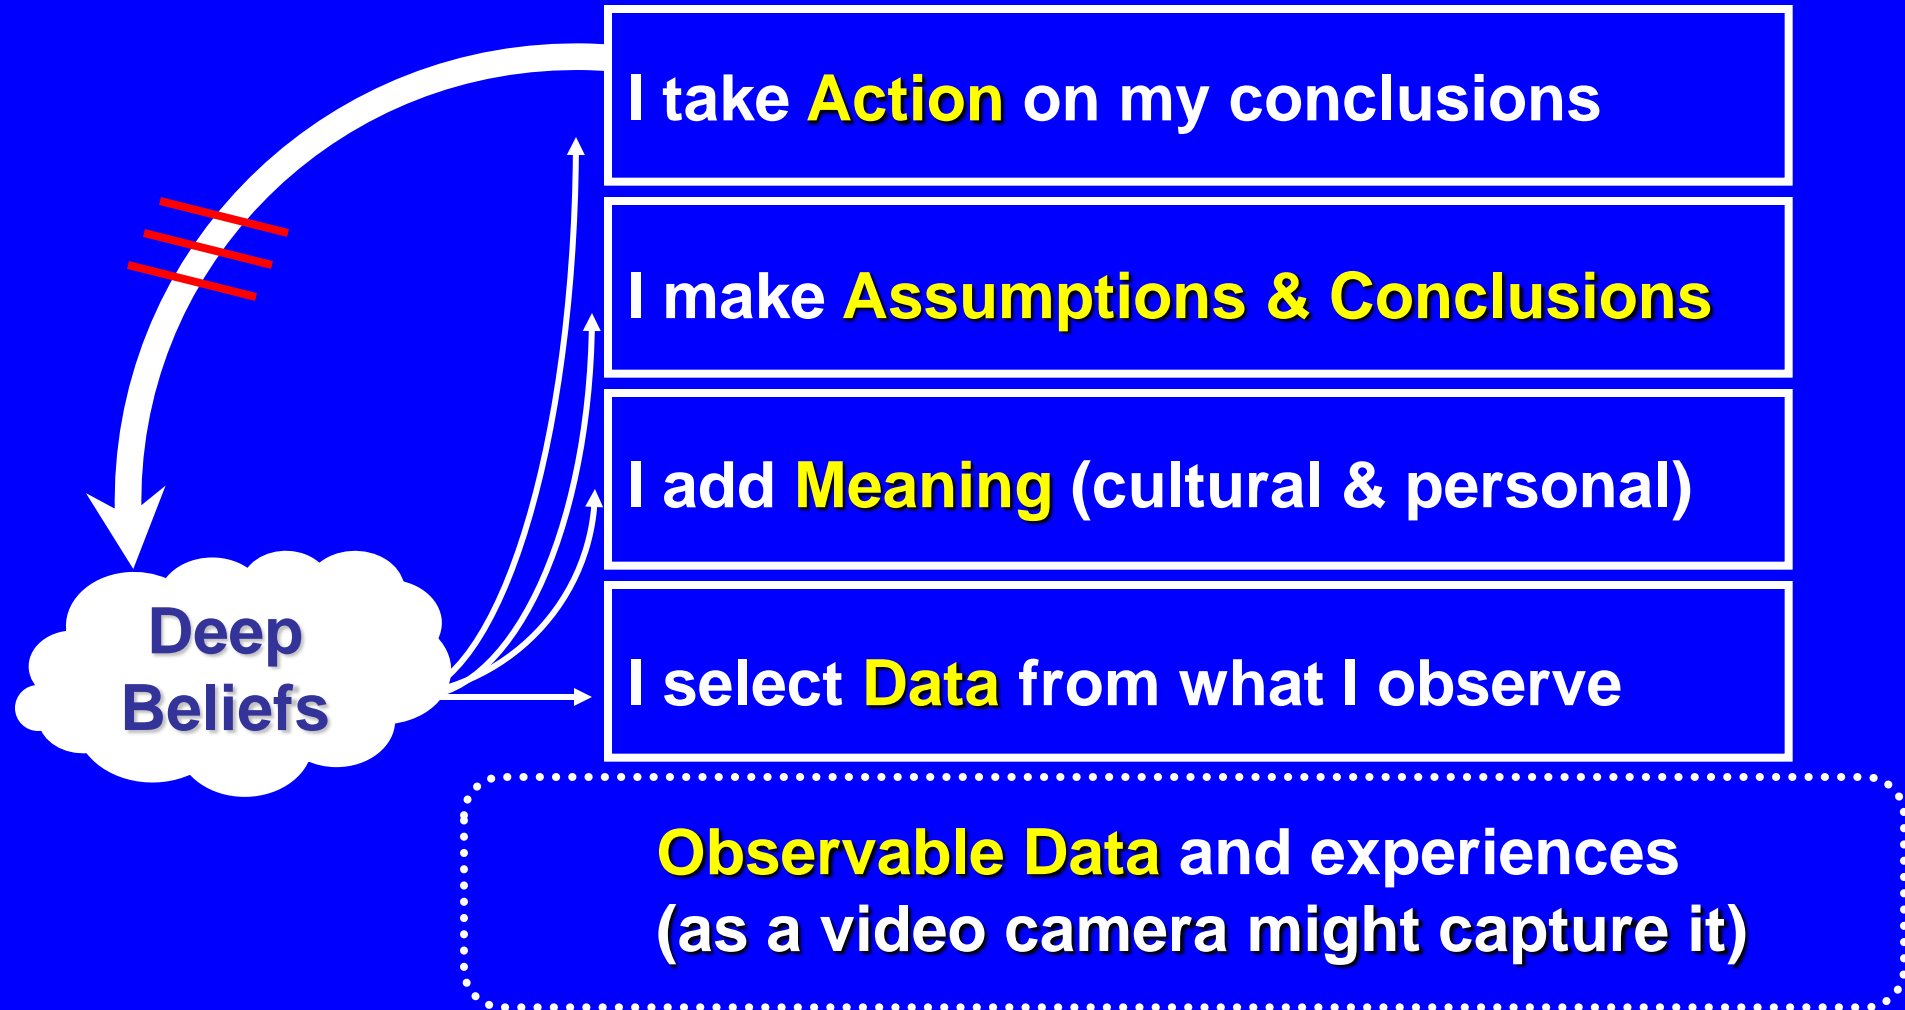 I take Action on my conclusions
I make Assumptions & Conclusions
I add Meaning (cultural & personal)
I select Data from what I observe
Deep
Beliefs
Observable Data and experiences
(as a video camera might capture it)